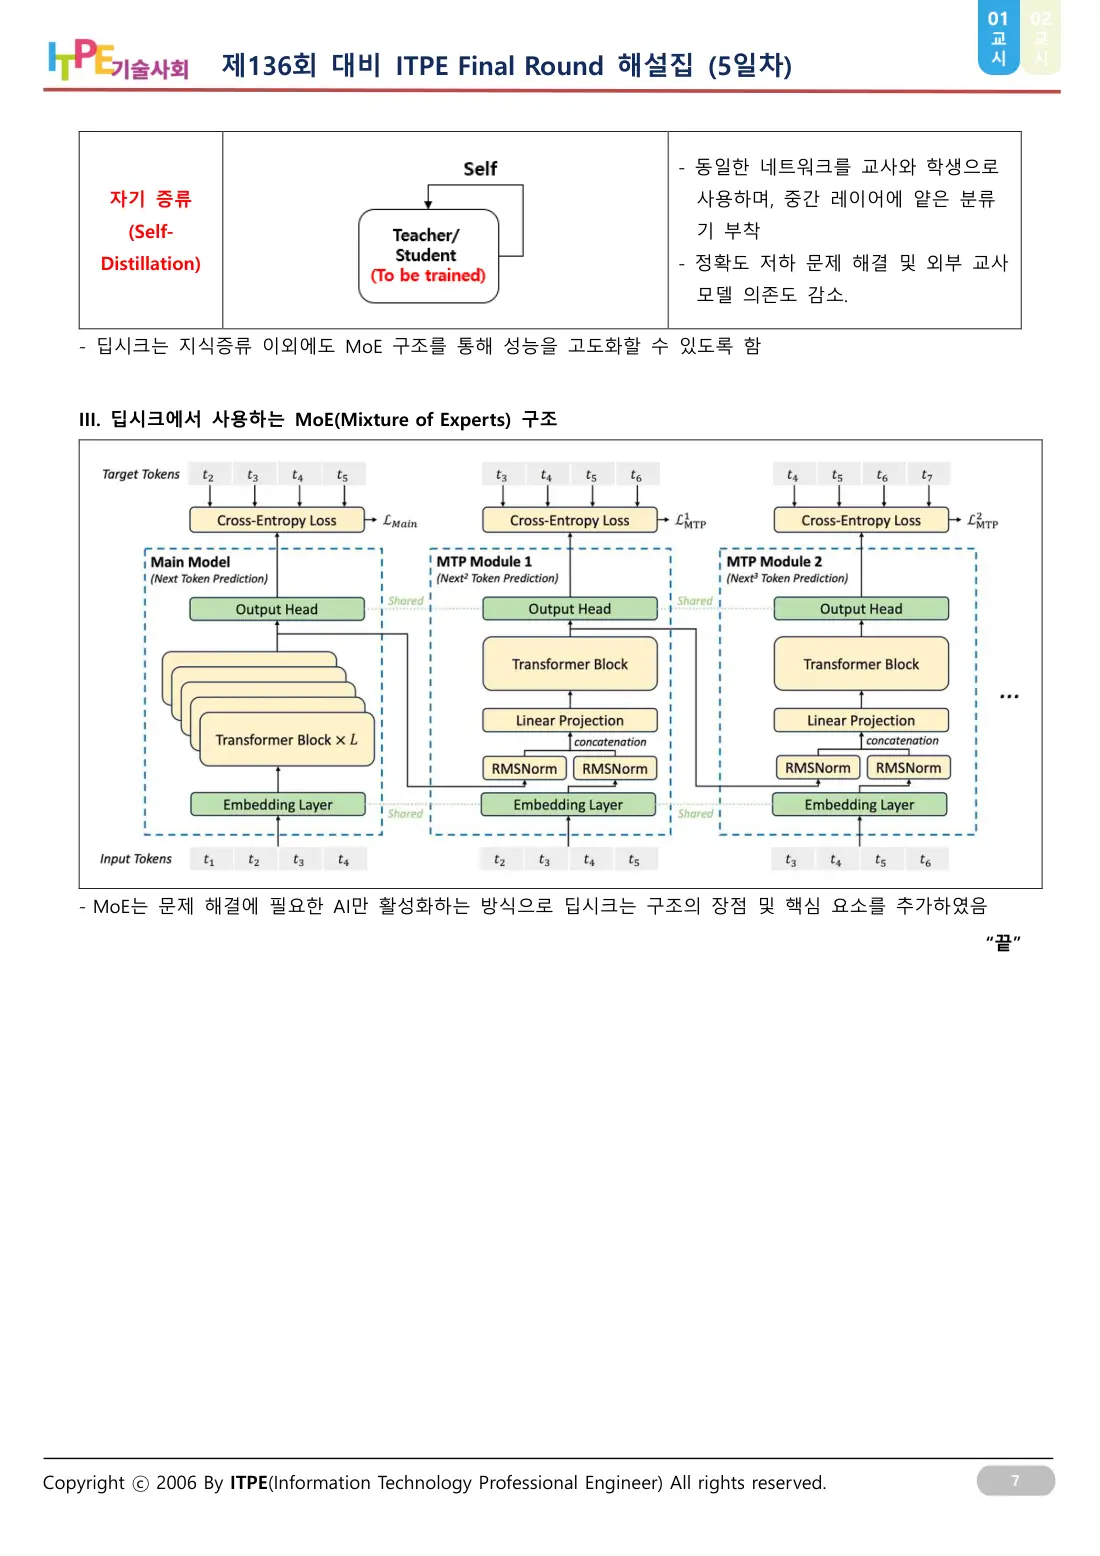 01
교
시
02
교
시
ITPE기술사회
제136회 대비 ITPE Final Round 해설집 (5일차)
자기 증류
(Self-
Distillation)
Self
Teacher/
Student
(To be trained)
- 동일한 네트워크를 교사와 학생으로
사용하며, 중간 레이어에 얕은 분류
기 부착
- 정확도 저하 문제 해결 및 외부 교사
모델 의존도 감소.
- 딥시크는 지식증류 이외에도 MoE 구조를 통해 성능을 고도화할 수 있도록 함
III. 딥시크에서 사용하는 MoE(Mixture of Experts) 구조
Target Tokens t₂ t₃ t₄ t₅ t₃ t₄ t₅ t₆ t₄ t₅ t₆ t₇
Cross-Entropy Loss ℒMain Cross-Entropy Loss ℒ¹MTP Cross-Entropy Loss ℒ²MTP
Main Model MTP Module 1 MTP Module 2
(Next Token Prediction) (Next² Token Prediction) (Next³ Token Prediction)
Output Head Shared Output Head Shared Output Head
Transformer Block Transformer Block
...
Linear Projection Linear Projection
Transformer Block × L concatenation concatenation
RMSNorm RMSNorm RMSNorm RMSNorm
Embedding Layer Shared Embedding Layer Shared Embedding Layer
Input Tokens t₁ t₂ t₃ t₄ t₂ t₃ t₄ t₅ t₃ t₄ t₅ t₆
- MoE는 문제 해결에 필요한 AI만 활성화하는 방식으로 딥시크는 구조의 장점 및 핵심 요소를 추가하였음
“끝”
Copyright ⓒ 2006 By ITPE(Information Technology Professional Engineer) All rights reserved.
7